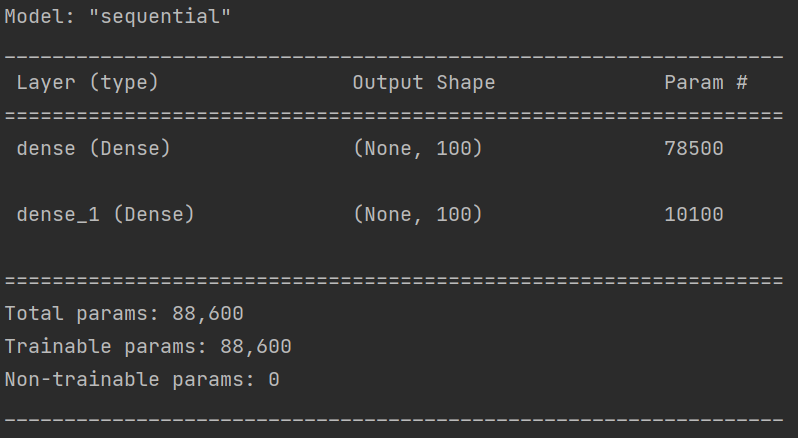 Model: "sequential"
_________________________________________________________________
Layer (type) Output Shape Param #
=================================================================
dense (Dense) (None, 100) 78500
dense_1 (Dense) (None, 100) 10100
=================================================================
Total params: 88,600
Trainable params: 88,600
Non-trainable params: 0
_________________________________________________________________